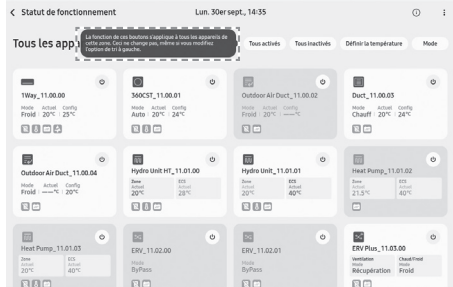 < Statut de fonctionnement
Lun. 30er sept., 14:35
Tous les app
La fonction de ces boutons s'applique à tous les appareils de
cette zone. Ceci ne change pas, même si vous modifiez
l'option de tri à gauche.
Tous activés
Tous inactivés
Définir la température
Mode
1Way_11.00.00
Mode Actuel Config
Froid 20°C 25°C
360CST_11.00.01
Mode Actuel Config
Auto 20°C 24°C
Outdoor Air Duct_11.00.02
Mode Actuel Config
Froid 20°C ---°C
Duct_11.00.03
Mode Actuel Config
Chauff 20°C 24°C
Outdoor Air Duct_11.00.04
Mode Actuel Config
Froid ---°C 20°C
Hydro Unit HT_11.01.00
Zone ECS
Actuel Actuel
20°C 28°C
Hydro Unit_11.01.01
Zone ECS
Actuel Actuel
20°C 40°C
Heat Pump_11.01.02
Zone ECS
Actuel Actuel
21.5°C 40°C
Heat Pump_11.01.03
Zone ECS
Actuel Actuel
20°C 40°C
ERV_11.02.00
Mode
ByPass
ERV_11.02.01
Mode
ByPass
ERV Plus_11.03.00
Ventilation Chaud/Froid
Mode Mode
Récupération Froid